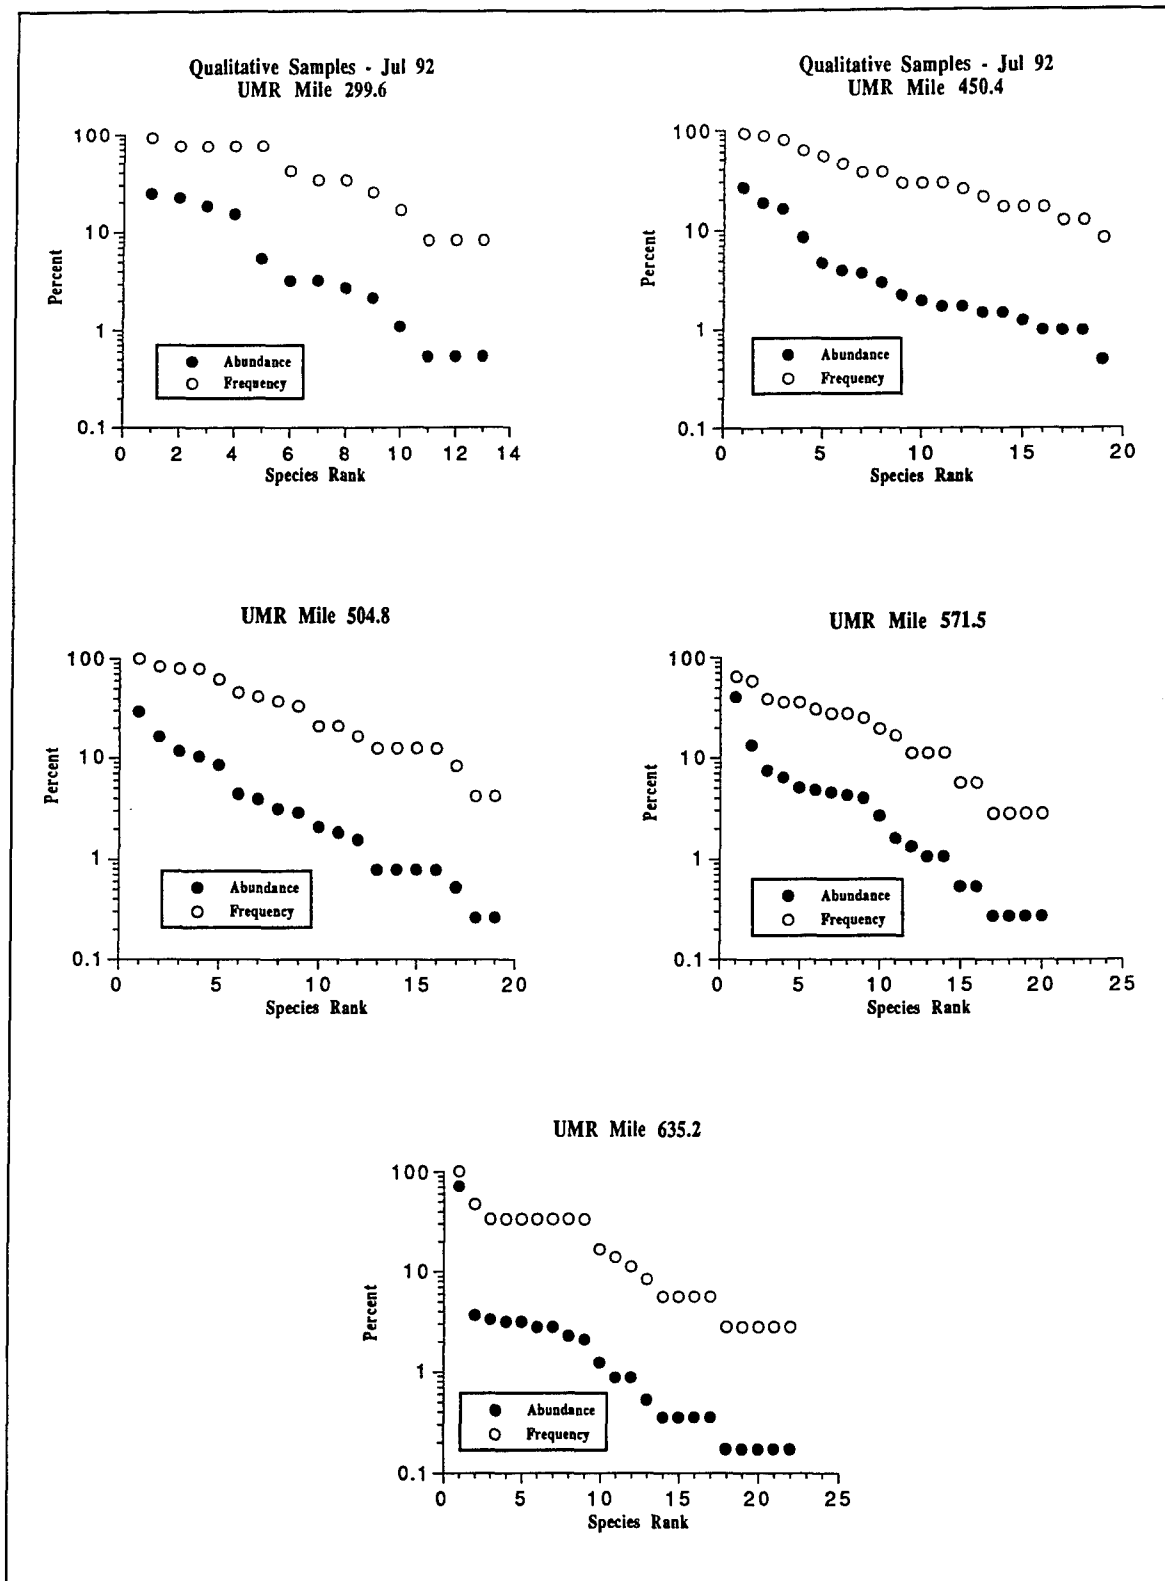 Qualitative Samples - Jul 92
UMR Mile 299.6
100
10
1
0.1
Percent
Abundance
Frequency
0 2 4 6 8 10 12 14
Species Rank
Qualitative Samples - Jul 92
UMR Mile 450.4
100
10
1
0.1
Percent
Abundance
Frequency
0 5 10 15 20
Species Rank
UMR Mile 504.8
100
10
1
0.1
Percent
Abundance
Frequency
0 5 10 15 20
Species Rank
UMR Mile 571.5
100
10
1
0.1
Percent
Abundance
Frequency
0 5 10 15 20 25
Species Rank
UMR Mile 635.2
100
10
1
0.1
Percent
Abundance
Frequency
0 5 10 15 20 25
Species Rank